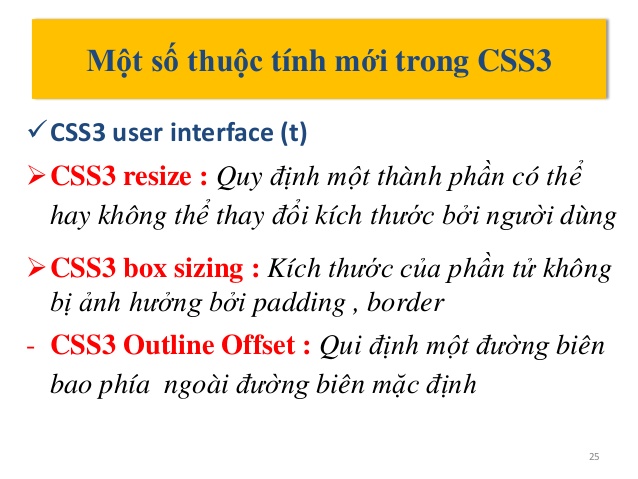 Một số thuộc tính mới trong CSS3
✓CSS3 user interface (t)
➢CSS3 resize : Quy định một thành phần có thể
hay không thể thay đổi kích thước bởi người dùng
➢CSS3 box sizing : Kích thước của phần tử không
bị ảnh hưởng bởi padding , border
- CSS3 Outline Offset : Qui định một đường biên
bao phía ngoài đường biên mặc định
25